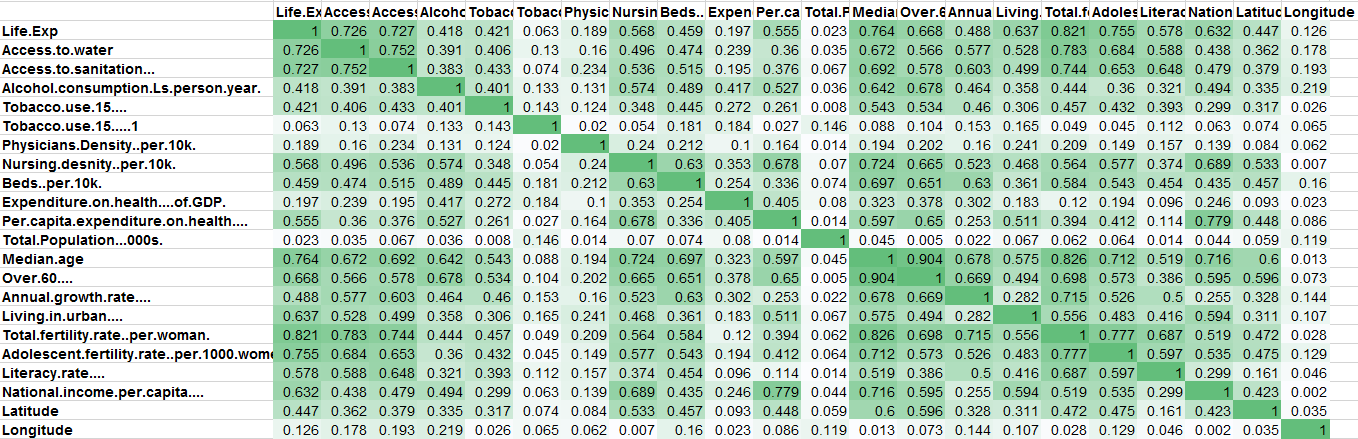 Life.Ex Access Access Alcoho Tobacc Tobacc Physic Nursin Beds.. Expen Per.ca Total.P Median Over.6 Annua Living. Total.fe Adoles Literac Nation Latituc Longitude
Life.Exp 1 0.726 0.727 0.418 0.421 0.063 0.189 0.568 0.459 0.197 0.555 0.023 0.764 0.668 0.488 0.637 0.821 0.755 0.578 0.632 0.447 0.126
Access.to.water 0.726 1 0.752 0.391 0.406 0.13 0.16 0.496 0.474 0.239 0.36 0.035 0.672 0.566 0.577 0.528 0.783 0.684 0.588 0.438 0.362 0.178
Access.to.sanitation... 0.727 0.752 1 0.383 0.433 0.074 0.234 0.536 0.515 0.195 0.376 0.067 0.692 0.578 0.603 0.499 0.744 0.653 0.648 0.479 0.379 0.193
Alcohol.consumption.Ls.person.year. 0.418 0.391 0.383 1 0.401 0.133 0.131 0.574 0.489 0.417 0.527 0.036 0.642 0.678 0.464 0.358 0.444 0.36 0.321 0.494 0.335 0.219
Tobacco.use.15.... 0.421 0.406 0.433 0.401 1 0.143 0.124 0.348 0.445 0.272 0.261 0.008 0.543 0.534 0.46 0.306 0.457 0.432 0.393 0.299 0.317 0.026
Tobacco.use.15.....1 0.063 0.13 0.074 0.133 0.143 1 0.02 0.054 0.181 0.184 0.027 0.146 0.088 0.104 0.153 0.165 0.049 0.045 0.112 0.063 0.074 0.065
Physicians.Density..per.10k. 0.189 0.16 0.234 0.131 0.124 0.02 1 0.24 0.212 0.1 0.164 0.014 0.194 0.202 0.16 0.241 0.209 0.149 0.157 0.139 0.084 0.062
Nursing.desnity..per.10k. 0.568 0.496 0.536 0.574 0.348 0.054 0.24 1 0.63 0.353 0.678 0.07 0.724 0.665 0.523 0.468 0.564 0.577 0.374 0.689 0.533 0.007
Beds..per.10k. 0.459 0.474 0.515 0.489 0.445 0.181 0.212 0.63 1 0.254 0.336 0.074 0.697 0.651 0.63 0.361 0.584 0.543 0.454 0.435 0.457 0.16
Expenditure.on.health....of.GDP. 0.197 0.239 0.195 0.417 0.272 0.184 0.1 0.353 0.254 1 0.405 0.08 0.323 0.378 0.302 0.183 0.12 0.194 0.096 0.246 0.093 0.023
Per.capita.expenditure.on.health.... 0.555 0.36 0.376 0.527 0.261 0.027 0.164 0.678 0.336 0.405 1 0.014 0.597 0.65 0.253 0.511 0.394 0.412 0.114 0.779 0.448 0.086
Total.Population...000s. 0.023 0.035 0.067 0.036 0.008 0.146 0.014 0.07 0.074 0.08 0.014 1 0.045 0.005 0.022 0.067 0.062 0.064 0.014 0.044 0.059 0.119
Median.age 0.764 0.672 0.692 0.642 0.543 0.088 0.194 0.724 0.697 0.323 0.597 0.045 1 0.904 0.678 0.575 0.826 0.712 0.519 0.716 0.6 0.013
Over.60.... 0.668 0.566 0.578 0.678 0.534 0.104 0.202 0.665 0.651 0.378 0.65 0.005 0.904 1 0.669 0.494 0.698 0.573 0.386 0.595 0.596 0.073
Annual.growth.rate.... 0.488 0.577 0.603 0.464 0.46 0.153 0.16 0.523 0.63 0.302 0.253 0.022 0.678 0.669 1 0.282 0.715 0.526 0.5 0.255 0.328 0.144
Living.in.urban.... 0.637 0.528 0.499 0.358 0.306 0.165 0.241 0.468 0.361 0.183 0.511 0.067 0.575 0.494 0.282 1 0.556 0.483 0.416 0.594 0.311 0.107
Total.fertility.rate..per.woman. 0.821 0.783 0.744 0.444 0.457 0.049 0.209 0.564 0.584 0.12 0.394 0.062 0.826 0.698 0.715 0.556 1 0.777 0.687 0.519 0.472 0.028
Adolescent.fertility.rate..per.1000.wome 0.755 0.684 0.653 0.36 0.432 0.045 0.149 0.577 0.543 0.194 0.412 0.064 0.712 0.573 0.526 0.483 0.777 1 0.597 0.535 0.475 0.129
Literacy.rate.... 0.578 0.588 0.648 0.321 0.393 0.112 0.157 0.374 0.454 0.096 0.114 0.014 0.519 0.386 0.5 0.416 0.687 0.597 1 0.299 0.161 0.046
National.income.per.capita.... 0.632 0.438 0.479 0.494 0.299 0.063 0.139 0.689 0.435 0.246 0.779 0.044 0.716 0.595 0.255 0.594 0.519 0.535 0.299 1 0.423 0.002
Latitude 0.447 0.362 0.379 0.335 0.317 0.074 0.084 0.533 0.457 0.093 0.448 0.059 0.6 0.596 0.328 0.311 0.472 0.475 0.161 0.423 1 0.035
Longitude 0.126 0.178 0.193 0.219 0.026 0.065 0.062 0.007 0.16 0.023 0.086 0.119 0.013 0.073 0.144 0.107 0.028 0.129 0.046 0.002 0.035 1